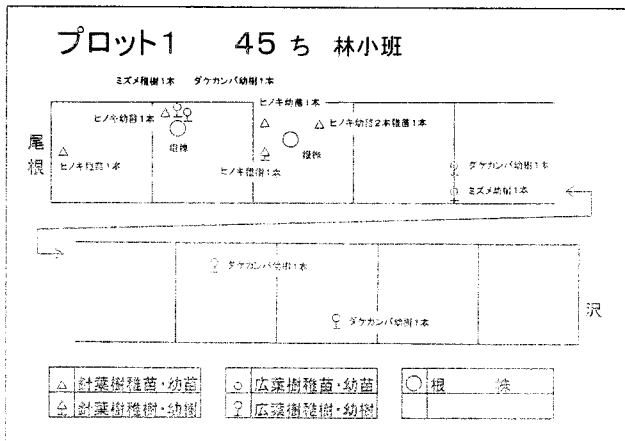 プロット1　45ち 林小班
ミズメ稚樹1本　ダケカンバ幼樹1本
ヒノキ幼苗1本
ヒノキ幼苗1本
ヒノキ幼苗2本稚苗1本
尾根
根株
根株
ヒノキ稚苗1本
ヒノキ稚樹1本
ダケカンバ幼樹1本
ミズメ幼樹1本
ダケカンバ幼樹1本
沢
ダケカンバ幼樹1本
針葉樹稚苗・幼苗
広葉樹稚苗・幼苗
根　株
針葉樹稚樹・幼樹
広葉樹稚樹・幼樹